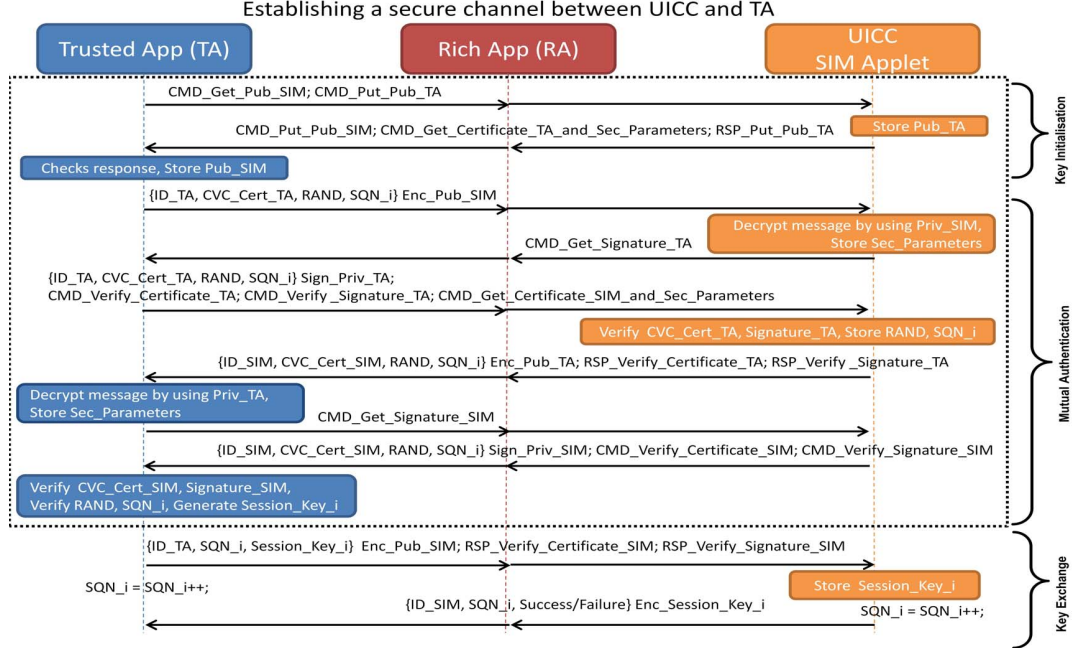 Establishing a secure channel between UICC and TA
Trusted App (TA)
Rich App (RA)
UICC
SIM Applet
CMD_Get_Pub_SIM; CMD_Put_Pub_TA
Store Pub_TA
CMD_Put_Pub_SIM; CMD_Get_Certificate_TA_and_Sec_Parameters; RSP_Put_Pub_TA
Checks response, Store Pub_SIM
Key Initialisation
{ID_TA, CVC_Cert_TA, RAND, SQN_i} Enc_Pub_SIM
Decrypt message by using Priv_SIM,
Store Sec_Parameters
CMD_Get_Signature_TA
{ID_TA, CVC_Cert_TA, RAND, SQN_i} Sign_Priv_TA;
CMD_Verify_Certificate_TA; CMD_Verify _Signature_TA; CMD_Get_Certificate_SIM_and_Sec_Parameters
Verify  CVC_Cert_TA, Signature_TA, Store RAND, SQN_i
{ID_SIM, CVC_Cert_SIM, RAND, SQN_i} Enc_Pub_TA; RSP_Verify_Certificate_TA; RSP_Verify _Signature_TA
Decrypt message by using Priv_TA,
Store Sec_Parameters
CMD_Get_Signature_SIM
{ID_SIM, CVC_Cert_SIM, RAND, SQN_i} Sign_Priv_SIM; CMD_Verify_Certificate_SIM; CMD_Verify_Signature_SIM
Verify  CVC_Cert_SIM, Signature_SIM,
Verify RAND, SQN_i, Generate Session_Key_i
Mutual Authentication
{ID_TA, SQN_i, Session_Key_i}  Enc_Pub_SIM; RSP_Verify_Certificate_SIM; RSP_Verify_Signature_SIM
Store  Session_Key_i
SQN_i = SQN_i++;
{ID_SIM, SQN_i, Success/Failure} Enc_Session_Key_i
SQN_i = SQN_i++;
Key Exchange